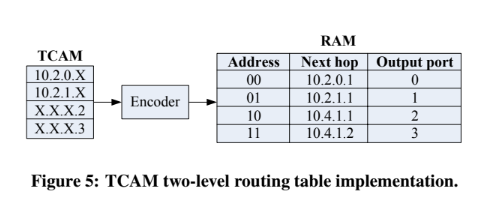 RAM
TCAM
10.2.0.X
10.2.1.X
X.X.X.2
X.X.X.3
Encoder
Address Next hop Output port
00 10.2.0.1 0
01 10.2.1.1 1
10 10.4.1.1 2
11 10.4.1.2 3
Figure 5: TCAM two-level routing table implementation.